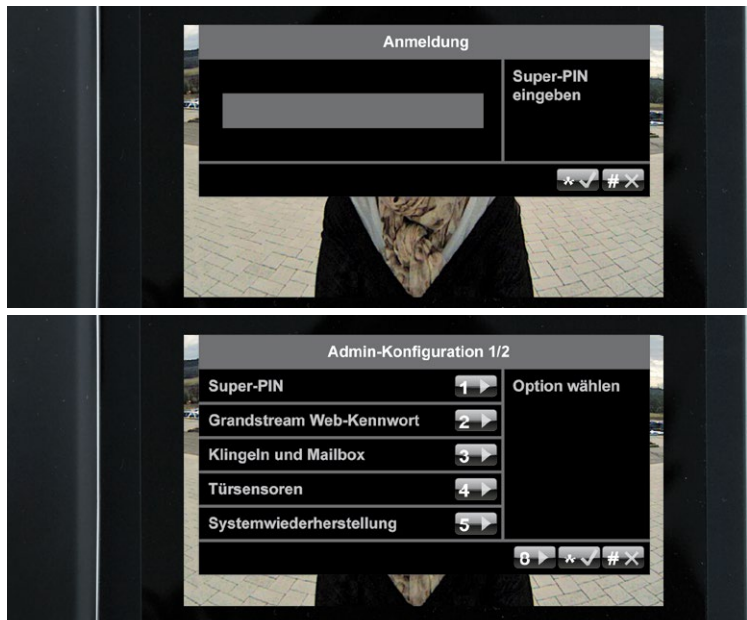 Anmeldung
Super-PIN
eingeben
* ✓ # ×
Admin-Konfiguration 1/2
Super-PIN 1 ▶ Option wählen
Grandstream Web-Kennwort 2 ▶
Klingeln und Mailbox 3 ▶
Türsensoren 4 ▶
Systemwiederherstellung 5 ▶
8 ▶ * ✓ # ×